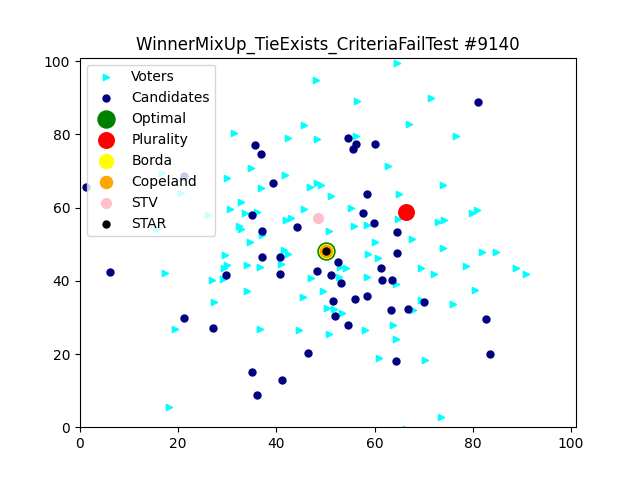 WinnerMixUp_TieExists_CriteriaFailTest #9140
100
80
60
40
20
0
0
20
40
60
80
100
Voters
Candidates
Optimal
Plurality
Borda
Copeland
STV
STAR